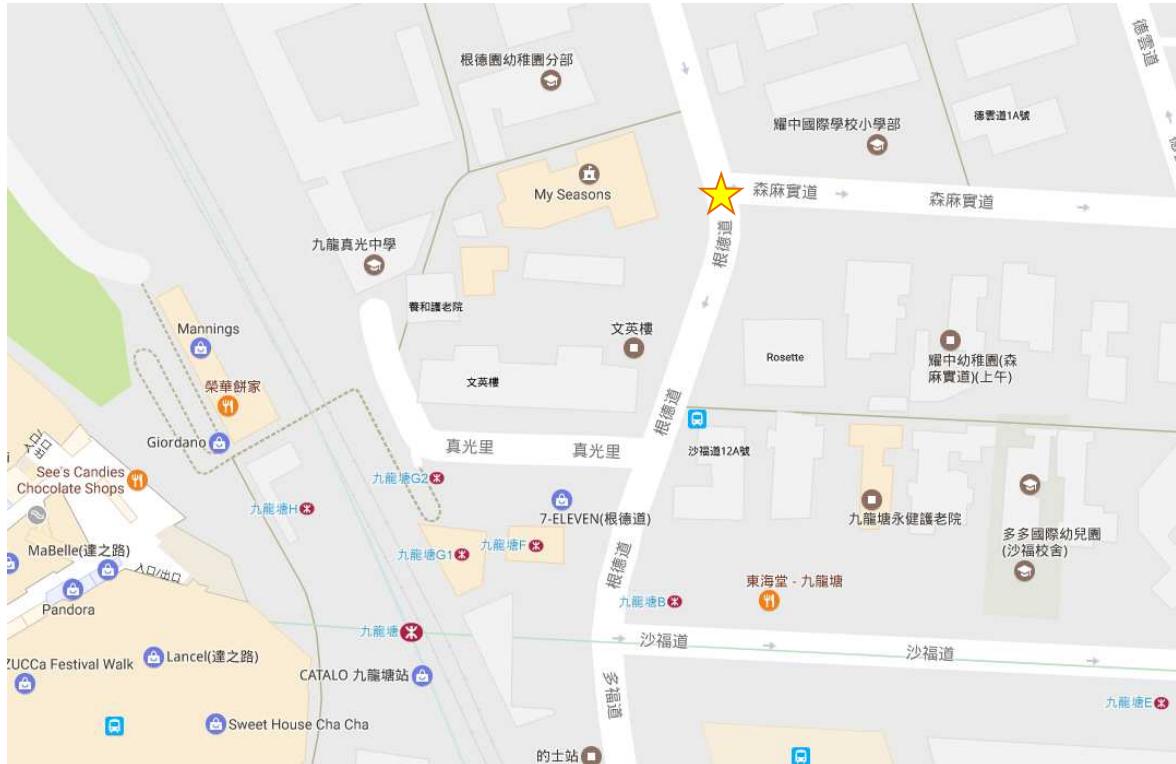 德雲道
根德園幼稚園分部
耀中國際學校小學部
德雲道1A號
My Seasons
森麻實道
森麻實道
九龍真光中學
根德道
養和護老院
Mannings
文英樓
Rosette
耀中幼稚園(森
麻實道)(上午)
榮華餅家
文英樓
Giordano
入口/
出口
真光里
真光里
根德道
沙福道12A號
See's Candies
Chocolate Shops
九龍塘G2
九龍塘H
7-ELEVEN(根德道)
九龍塘永健護老院
多多國際幼兒園
(沙福校舍)
MaBelle(達之路)
入口/出口
九龍塘G1
九龍塘F
根德道
東海堂 - 九龍塘
Pandora
九龍塘B
九龍塘
沙福道
沙福道
ZUCCa Festival Walk
Lancel(達之路)
CATALO 九龍塘站
多福道
九龍塘E
Sweet House Cha Cha
的士站